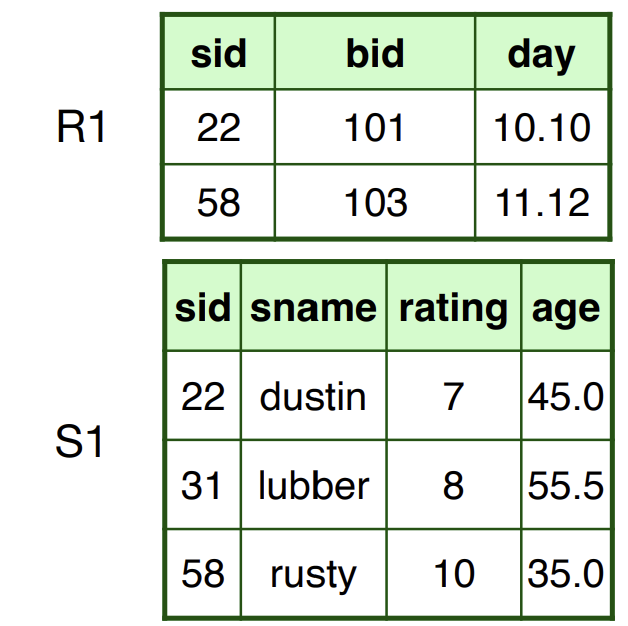 sid bid day
R1 22 101 10.10
58 103 11.12
sid sname rating age
22 dustin 7 45.0
S1 31 lubber 8 55.5
58 rusty 10 35.0